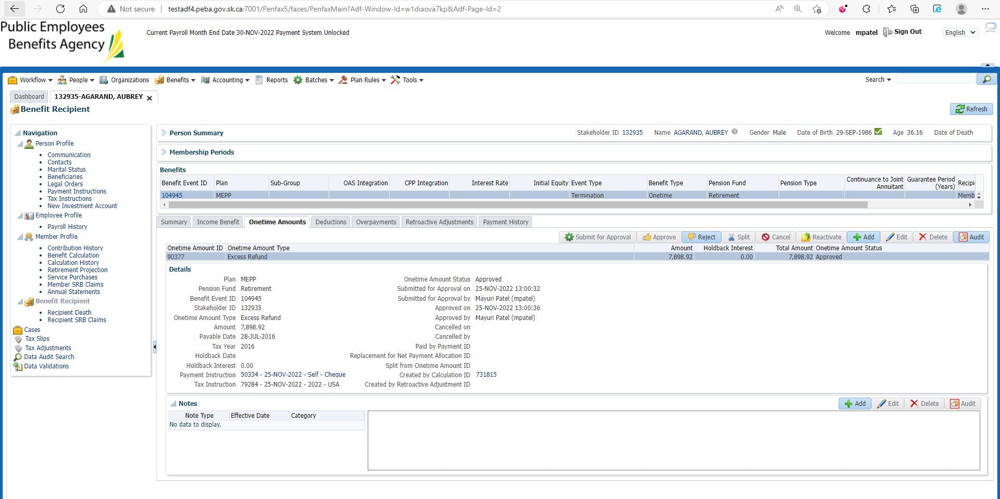 Not secure testadf4.peba.gov.sk.ca:7001/Penfax5/faces/PenfaxMain?Adf-Window-Id=w1diaova7kp&Adf-Page-Id=2
Public Employees
Benefits Agency
Current Payroll Month End Date 30-NOV-2022 Payment System Unlocked
Welcome mpatel Sign Out English
Workflow People Organizations Benefits Accounting Reports Batches Plan Rules Tools Search
Dashboard 132935-AGARAND, AUBREY
Benefit Recipient
Refresh
Navigation
Person Profile
Communication
Contacts
Marital Status
Beneficiaries
Legal Orders
Payment Instructions
Tax Instructions
New Investment Account
Employee Profile
Payroll History
Member Profile
Contribution History
Benefit Calculation
Calculation History
Retirement Projection
Service Purchases
Member SRB Claims
Annual Statements
Benefit Recipient
Recipient Death
Recipient SRB Claims
Cases
Tax Slips
Tax Adjustments
Data Audit Search
Data Validations
Person Summary Stakeholder ID 132935 Name AGARAND, AUBREY Gender Male Date of Birth 29-SEP-1986 Age 36.16 Date of Death
Membership Periods
Benefits
Benefit Event ID Plan Sub-Group OAS Integration CPP Integration Interest Rate Initial Equity Event Type Benefit Type Pension Fund Pension Type Continuance to Joint Annuitant Guarantee Period (Years) Recipi
104945 MEPP Termination Onetime Retirement Memb
Summary Income Benefit Onetime Amounts Deductions Overpayments Retroactive Adjustments Payment History
Submit for Approval Approve Reject Split Cancel Reactivate Add Edit Delete Audit
Onetime Amount ID Onetime Amount Type Amount Holdback Interest Total Amount Onetime Amount Status
90377 Excess Refund 7,898.92 0.00 7,898.92 Approved
Details
Plan MEPP Onetime Amount Status Approved
Pension Fund Retirement Submitted for Approval on 25-NOV-2022 13:00:32
Benefit Event ID 104945 Submitted for Approval by Mayuri Patel (mpatel)
Stakeholder ID 132935 Approved on 25-NOV-2022 13:00:36
Onetime Amount Type Excess Refund Approved by Mayuri Patel (mpatel)
Amount 7,898.92 Cancelled on
Payable Date 28-JUL-2016 Cancelled by
Tax Year 2016 Paid by Payment ID
Holdback Date Replacement for Net Payment Allocation ID
Holdback Interest 0.00 Split from Onetime Amount ID
Payment Instruction 50334 - 25-NOV-2022 - Self - Cheque Created by Calculation ID 731815
Tax Instruction 79284 - 25-NOV-2022 - 2022 - USA Created by Retroactive Adjustment ID
Notes Add Edit Delete Audit
Note Type Effective Date Category
No data to display.